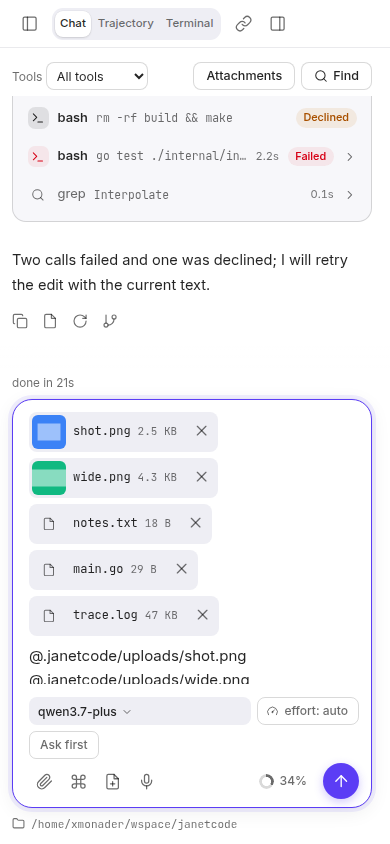 Chat Trajectory Terminal
Tools All tools Attachments Find
bash rm -rf build && make Declined
bash go test ./internal/in… 2.2s Failed
grep Interpolate 0.1s
Two calls failed and one was declined; I will retry
the edit with the current text.
done in 21s
shot.png 2.5 KB
wide.png 4.3 KB
notes.txt 18 B
main.go 29 B
trace.log 47 KB
@.janetcode/uploads/shot.png
@.janetcode/uploads/wide.png
qwen3.7-plus effort: auto
Ask first
34%
/home/xmonader/wspace/janetcode